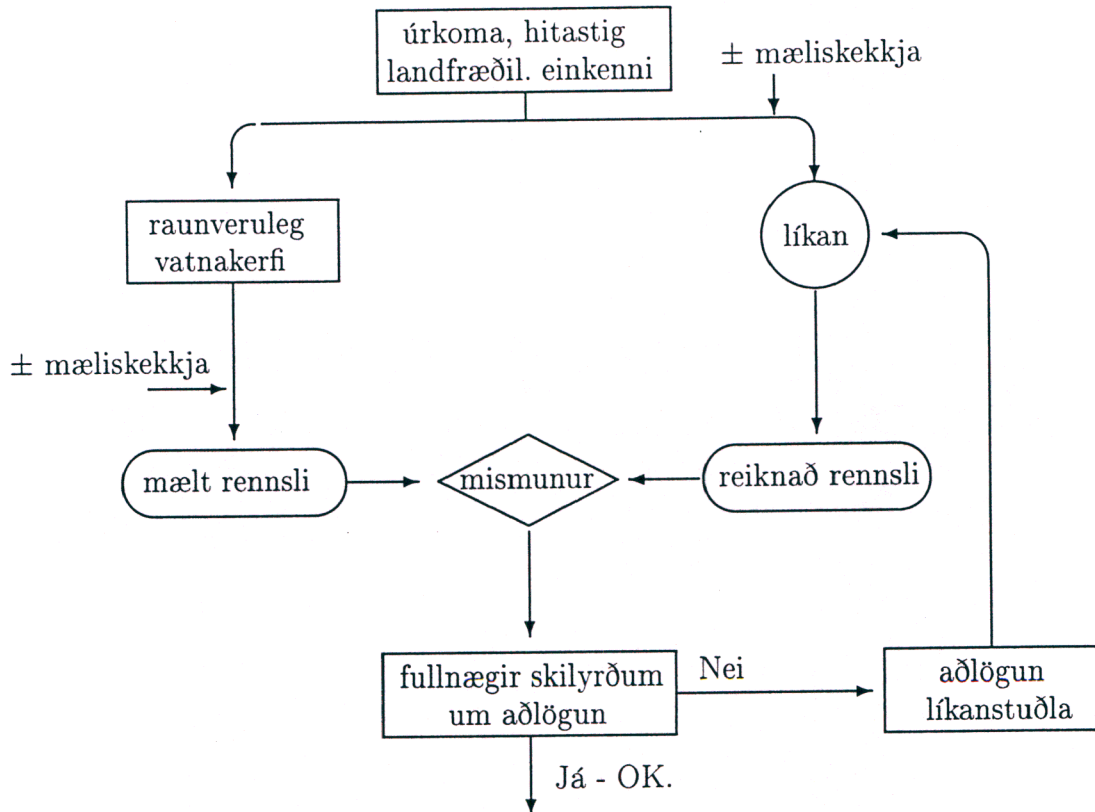 úrkoma, hitastig
landfræðil. einkenni
± mæliskekkja
raunveruleg
vatnakerfi
líkan
± mæliskekkja
mælt rennsli
mismunur
reiknað rennsli
fullnægir skilyrðum
um aðlögun
Nei
aðlögun
líkanstuðla
Já - OK.